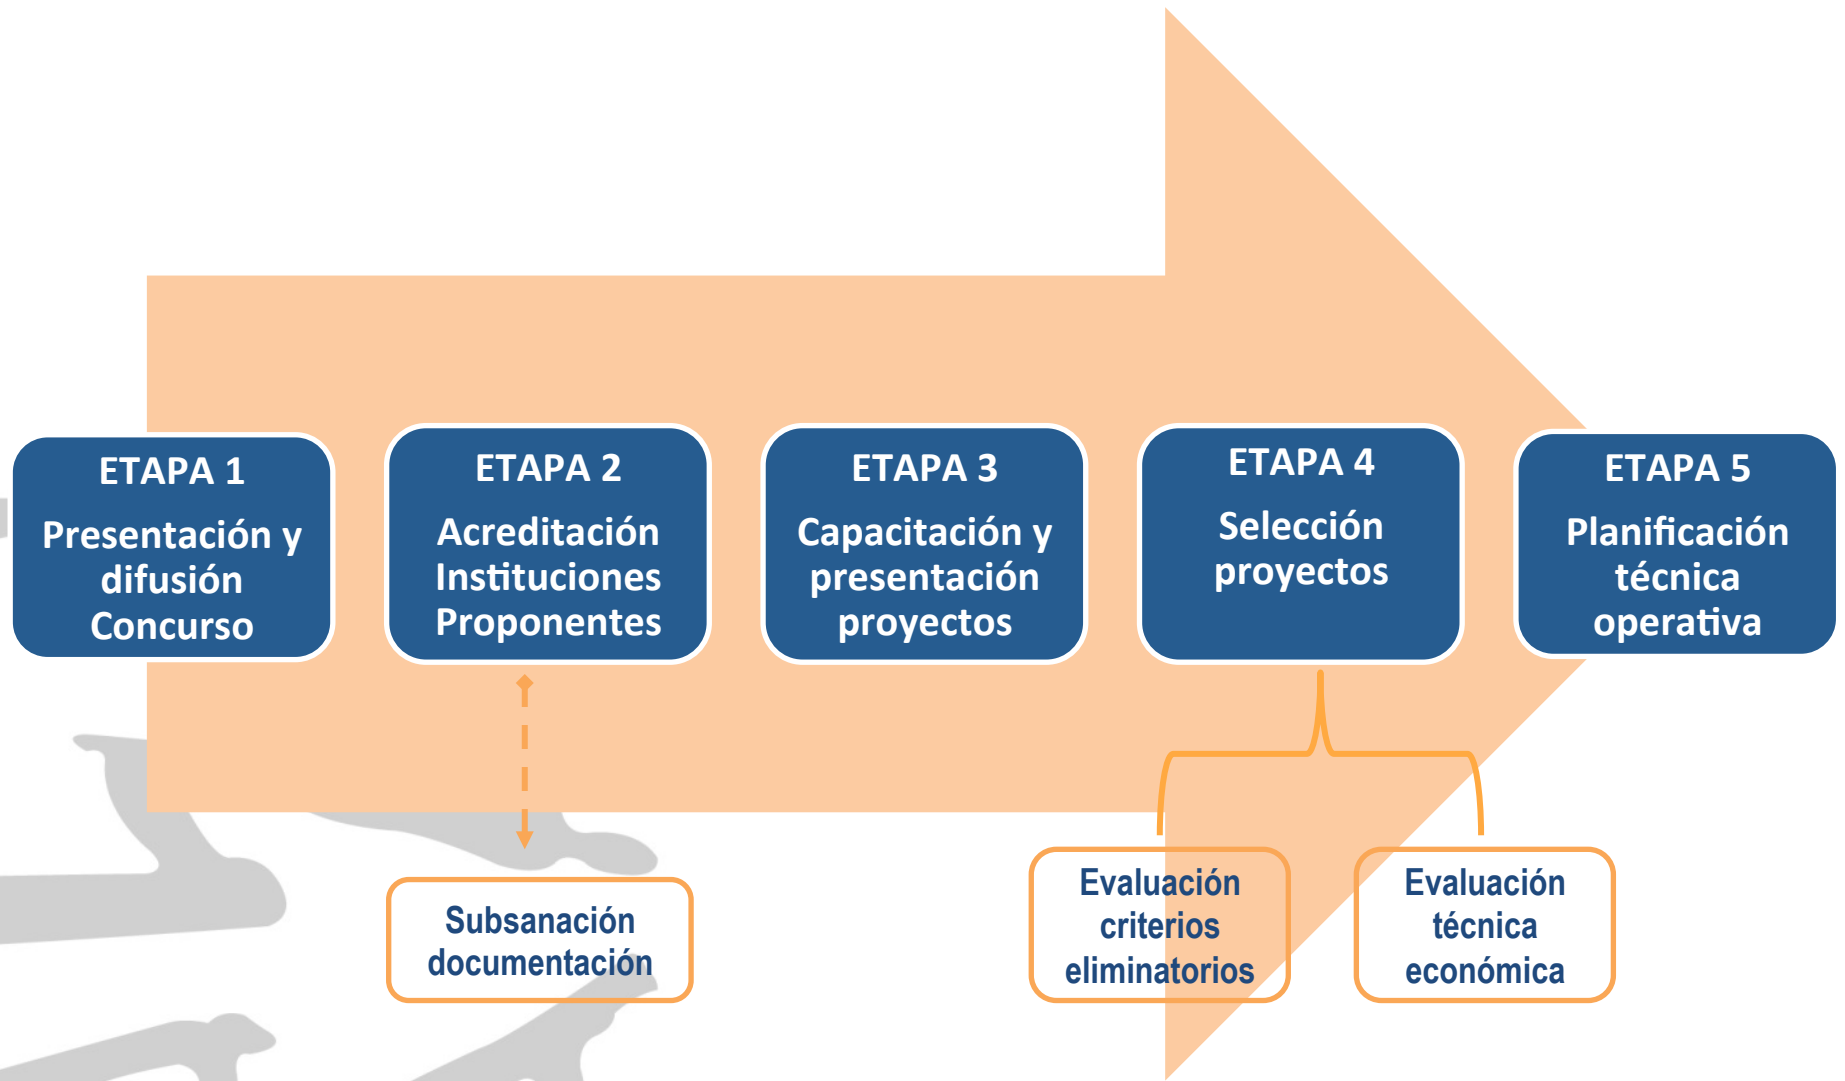 ETAPA 1
Presentación y
difusión
Concurso
ETAPA 2
Acreditación
Instituciones
Proponentes
ETAPA 3
Capacitación y
presentación
proyectos
ETAPA 4
Selección
proyectos
ETAPA 5
Planificación
técnica
operativa
Subsanación
documentación
Evaluación
criterios
eliminatorios
Evaluación
técnica
económica